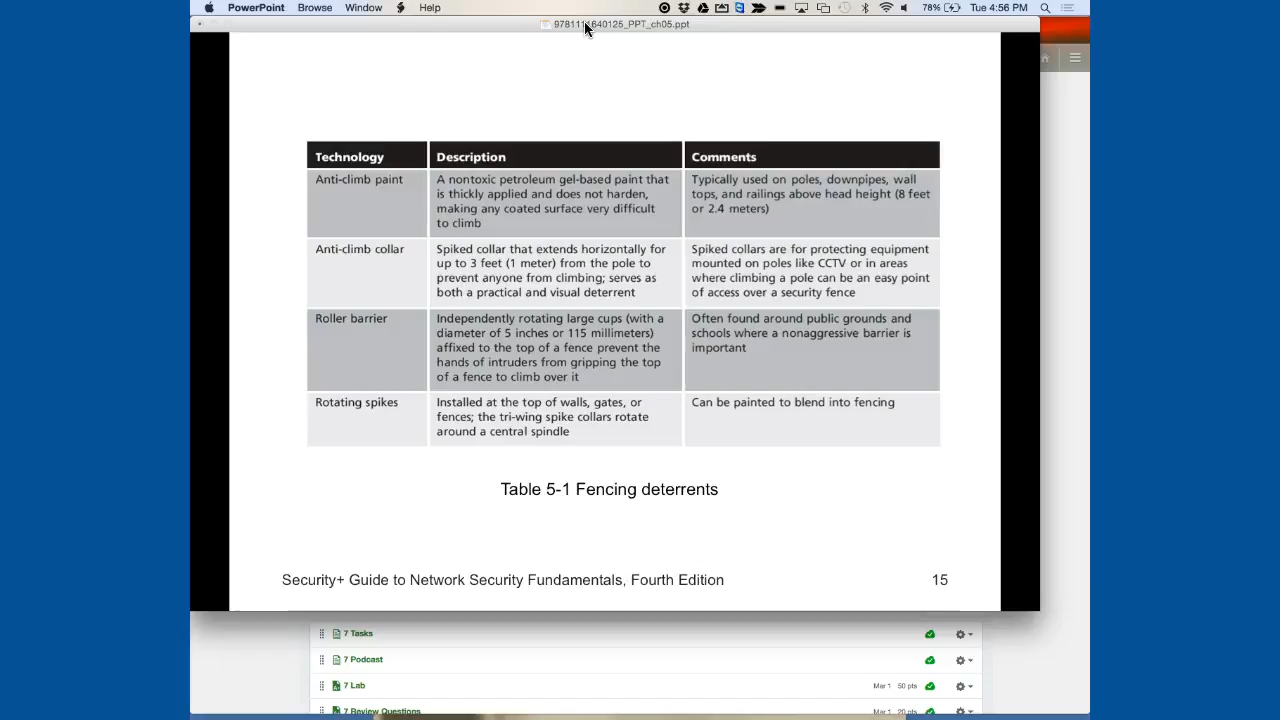 PowerPoint Browse Window Help 78% Tue 4:56 PM
640125_PPT_ch05.ppt
Technology Description Comments
Anti-climb paint
A nontoxic petroleum gel-based paint that
is thickly applied and does not harden,
making any coated surface very difficult
to climb
Typically used on poles, downpipes, wall
tops, and railings above head height (8 feet
or 2.4 meters)
Anti-climb collar
Spiked collar that extends horizontally for
up to 3 feet (1 meter) from the pole to
prevent anyone from climbing; serves as
both a practical and visual deterrent
Spiked collars are for protecting equipment
mounted on poles like CCTV or in areas
where climbing a pole can be an easy point
of access over a security fence
Roller barrier
Independently rotating large cups (with a
diameter of 5 inches or 115 millimeters)
affixed to the top of a fence prevent the
hands of intruders from gripping the top
of a fence to climb over it
Often found around public grounds and
schools where a nonaggressive barrier is
important
Rotating spikes
Installed at the top of walls, gates, or
fences; the tri-wing spike collars rotate
around a central spindle
Can be painted to blend into fencing
Table 5-1 Fencing deterrents
Security+ Guide to Network Security Fundamentals, Fourth Edition 15
7 Tasks
7 Podcast
7 Lab Mar 1 50 pts
7 Review Questions Mar 1 20 pts